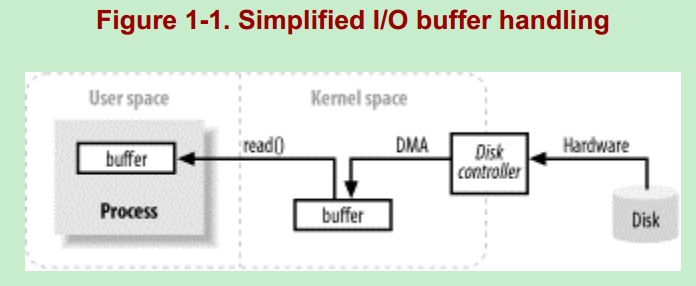 Figure 1-1. Simplified I/O buffer handling
User space
Kernel space
read()
DMA
Disk
controller
Hardware
buffer
Process
buffer
Disk